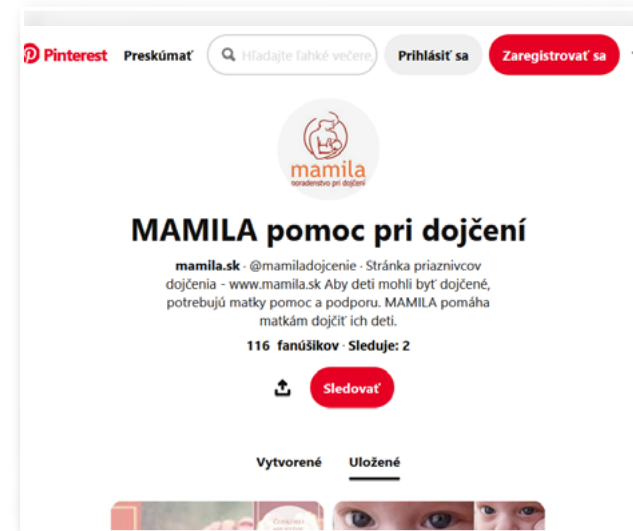 Pinterest Preskúmať Hľadajte ľahké večere, Prihlásiť sa Zaregistrovať sa
mamila
poradenstvo pri dojčení
MAMILA pomoc pri dojčení
mamila.sk · @mamiladojcenie · Stránka priaznivcov
dojčenia - www.mamila.sk Aby deti mohli byť dojčené,
potrebujú matky pomoc a podporu. MAMILA pomáha
matkám dojčiť ich deti.
116 fanúšikov · Sleduje: 2
Sledovať
Vytvorené Uložené